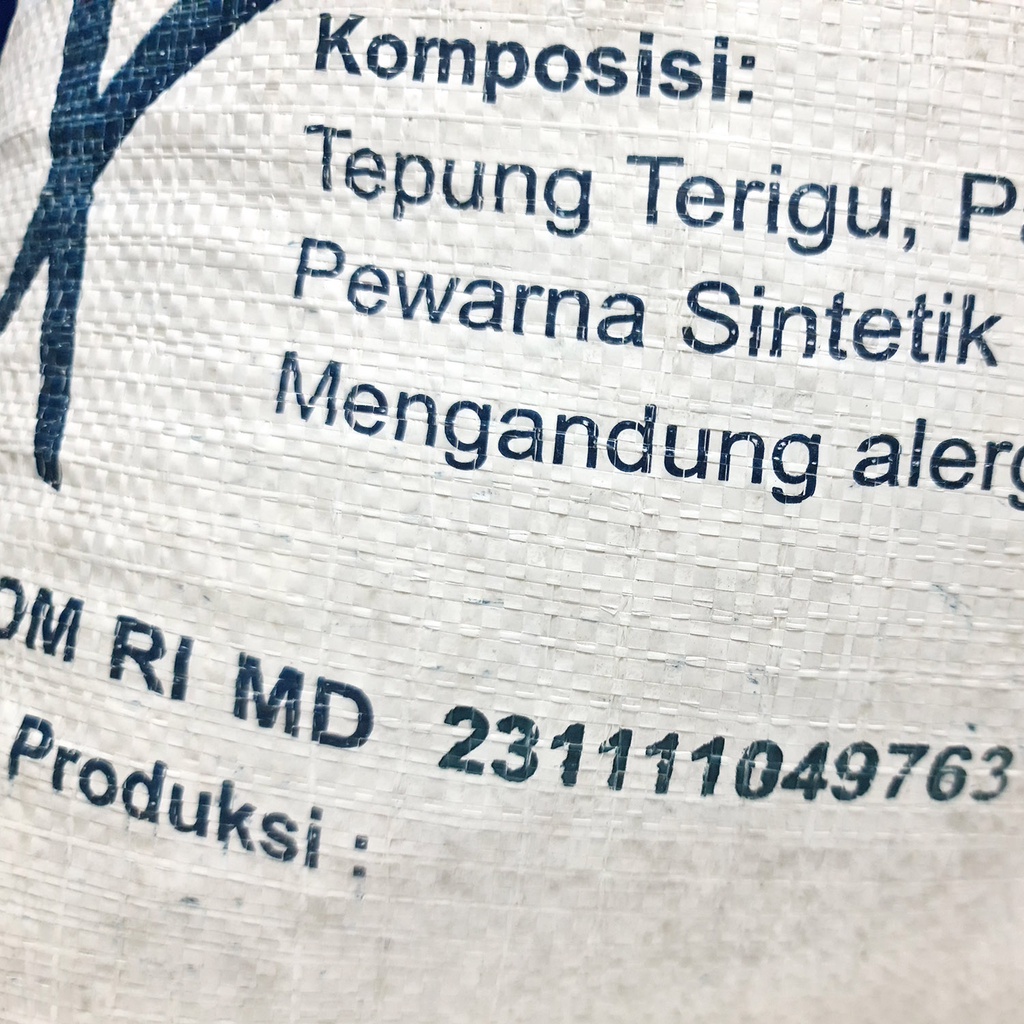 Komposisi:
Tepung Terigu, P
Pewarna Sintetik
Mengandung alerg
OM RI MD 231111049763
Produksi :